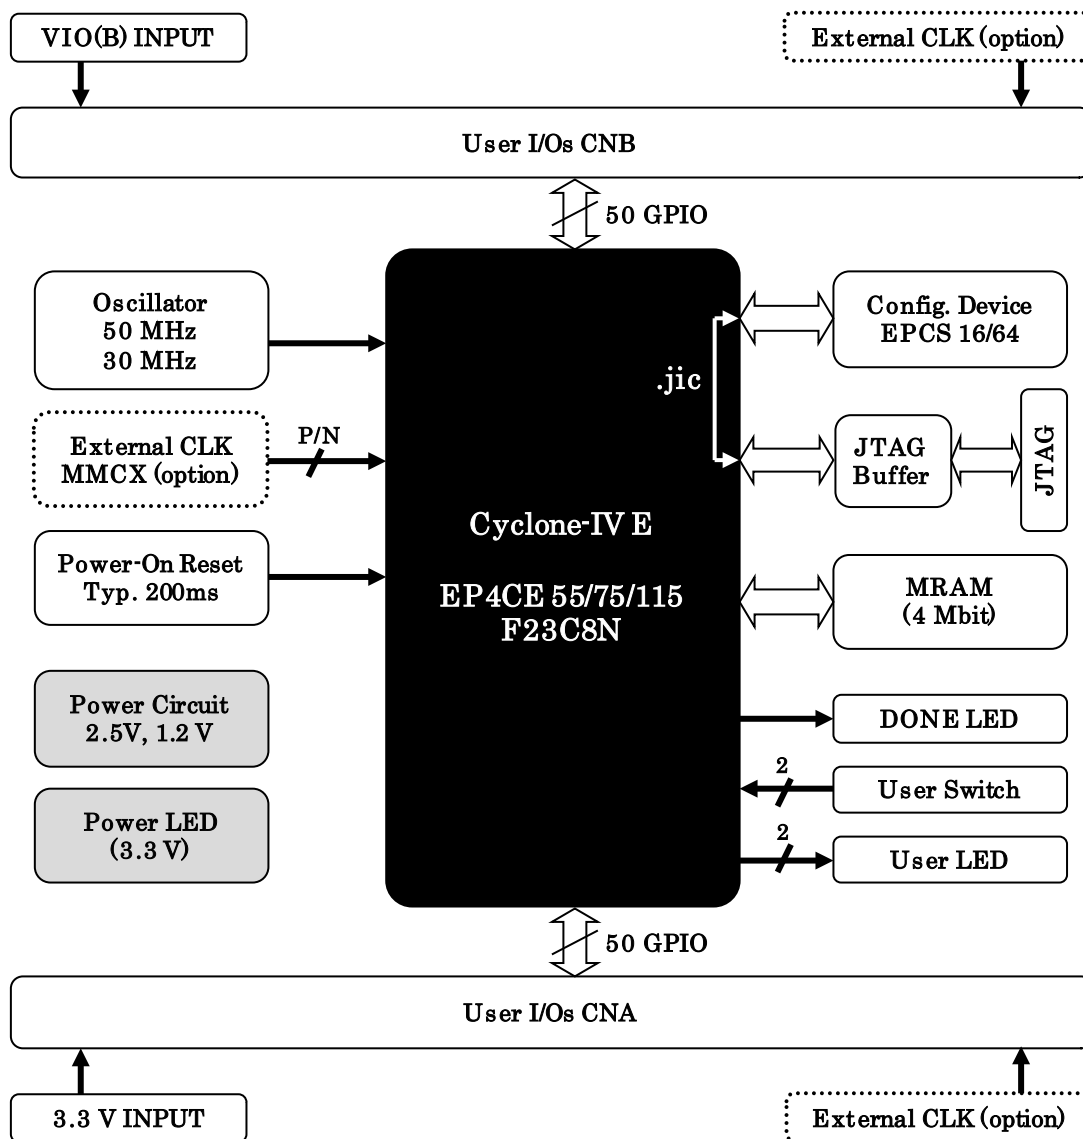 VIO(B) INPUT
External CLK (option)
User I/Os CNB
50 GPIO
Oscillator
50 MHz
30 MHz
Config. Device
EPCS 16/64
.jic
P/N
External CLK
MMCX (option)
JTAG
Buffer
JTAG
Cyclone-IV E
EP4CE 55/75/115
F23C8N
Power-On Reset
Typ. 200ms
MRAM
(4 Mbit)
Power Circuit
2.5V, 1.2 V
DONE LED
2
User Switch
Power LED
(3.3 V)
2
User LED
50 GPIO
User I/Os CNA
3.3 V INPUT
External CLK (option)